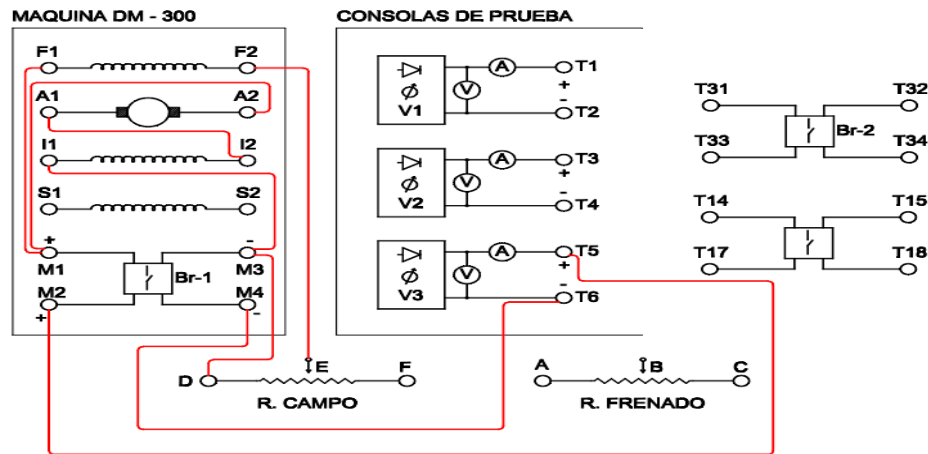 MAQUINA DM - 300
CONSOLAS DE PRUEBA
F1 F2
A1 A2
I1 I2
S1 S2
+ -
M1 Br-1 M3
M2 M4
+ -
V1 A V T1
+
-
T2
V2 A V T3
+
-
T4
V3 A V T5
+
-
T6
T31 T32
Br-2
T33 T34
T14 T15
T17 T18
D E F
R. CAMPO
A B C
R. FRENADO